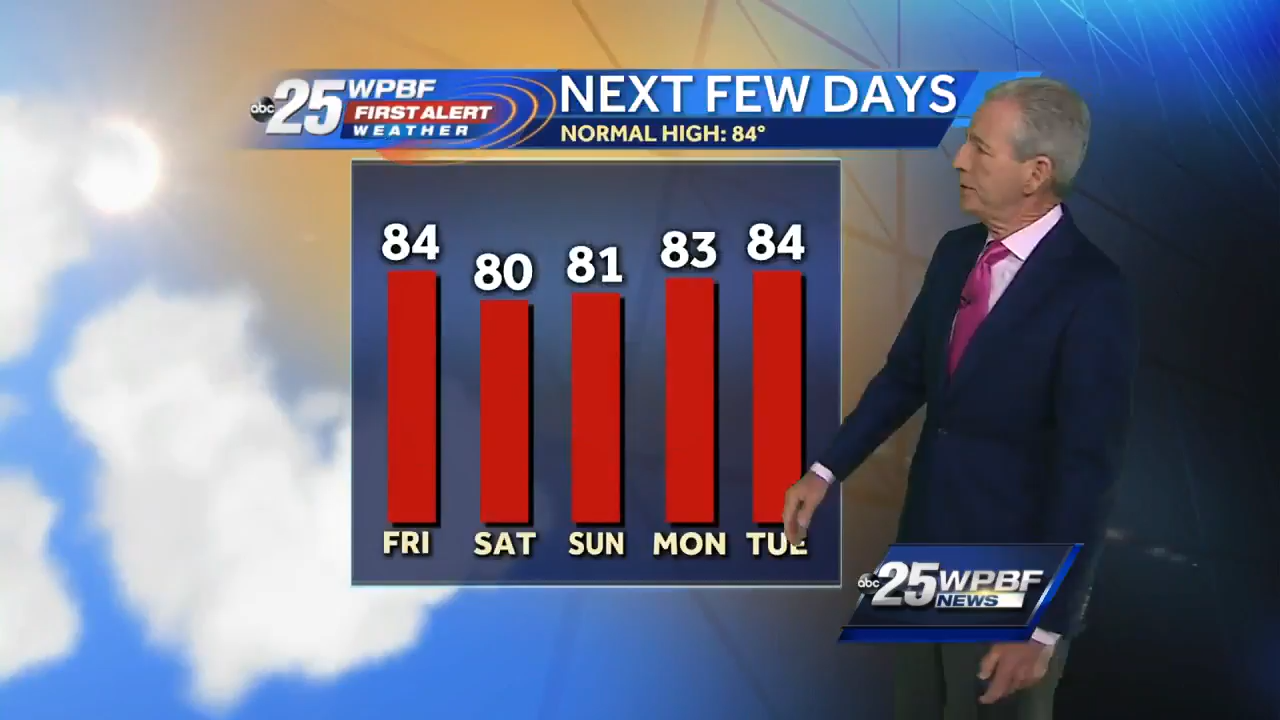 abc 25 WPBF
FIRST ALERT
WEATHER
NEXT FEW DAYS
NORMAL HIGH: 84°
84
80
81
83
84
FRI
SAT
SUN
MON
TUE
abc 25 WPBF
NEWS